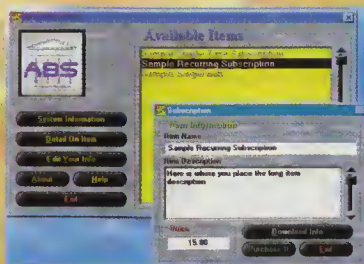 Available Items
Sample Recurring Subscription
ABS
System Information
Detail On Item
Edit Your Info
About
Help
Exit
Subscription
Item Information
Item Name
Sample Recurring Subscription
Item Description
Here is where you place the long item
description
Download Info
15.00
Purchase It
Exit